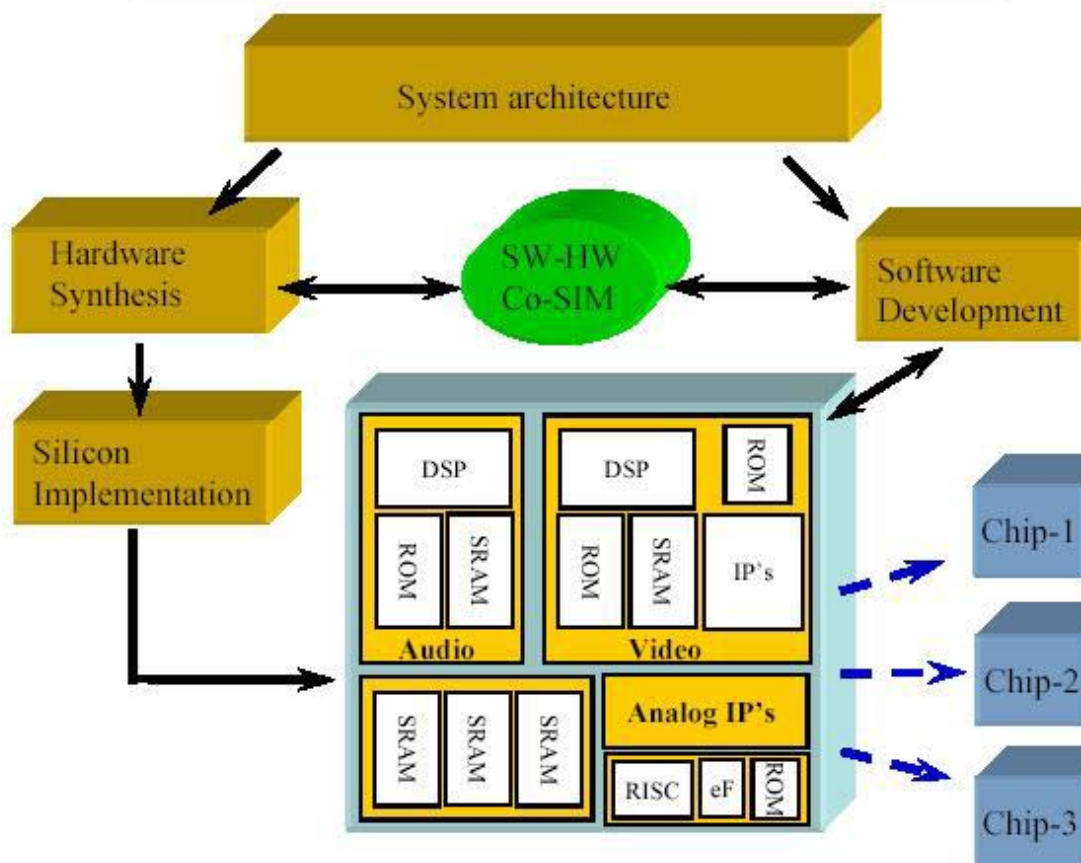 System architecture
Hardware
Synthesis
SW-HW
Co-SIM
Software
Development
Silicon
Implementation
DSP
ROM
SRAM
Audio
DSP
ROM
ROM
SRAM
IP's
Video
SRAM
SRAM
SRAM
Analog IP's
RISC
eF
ROM
Chip-1
Chip-2
Chip-3